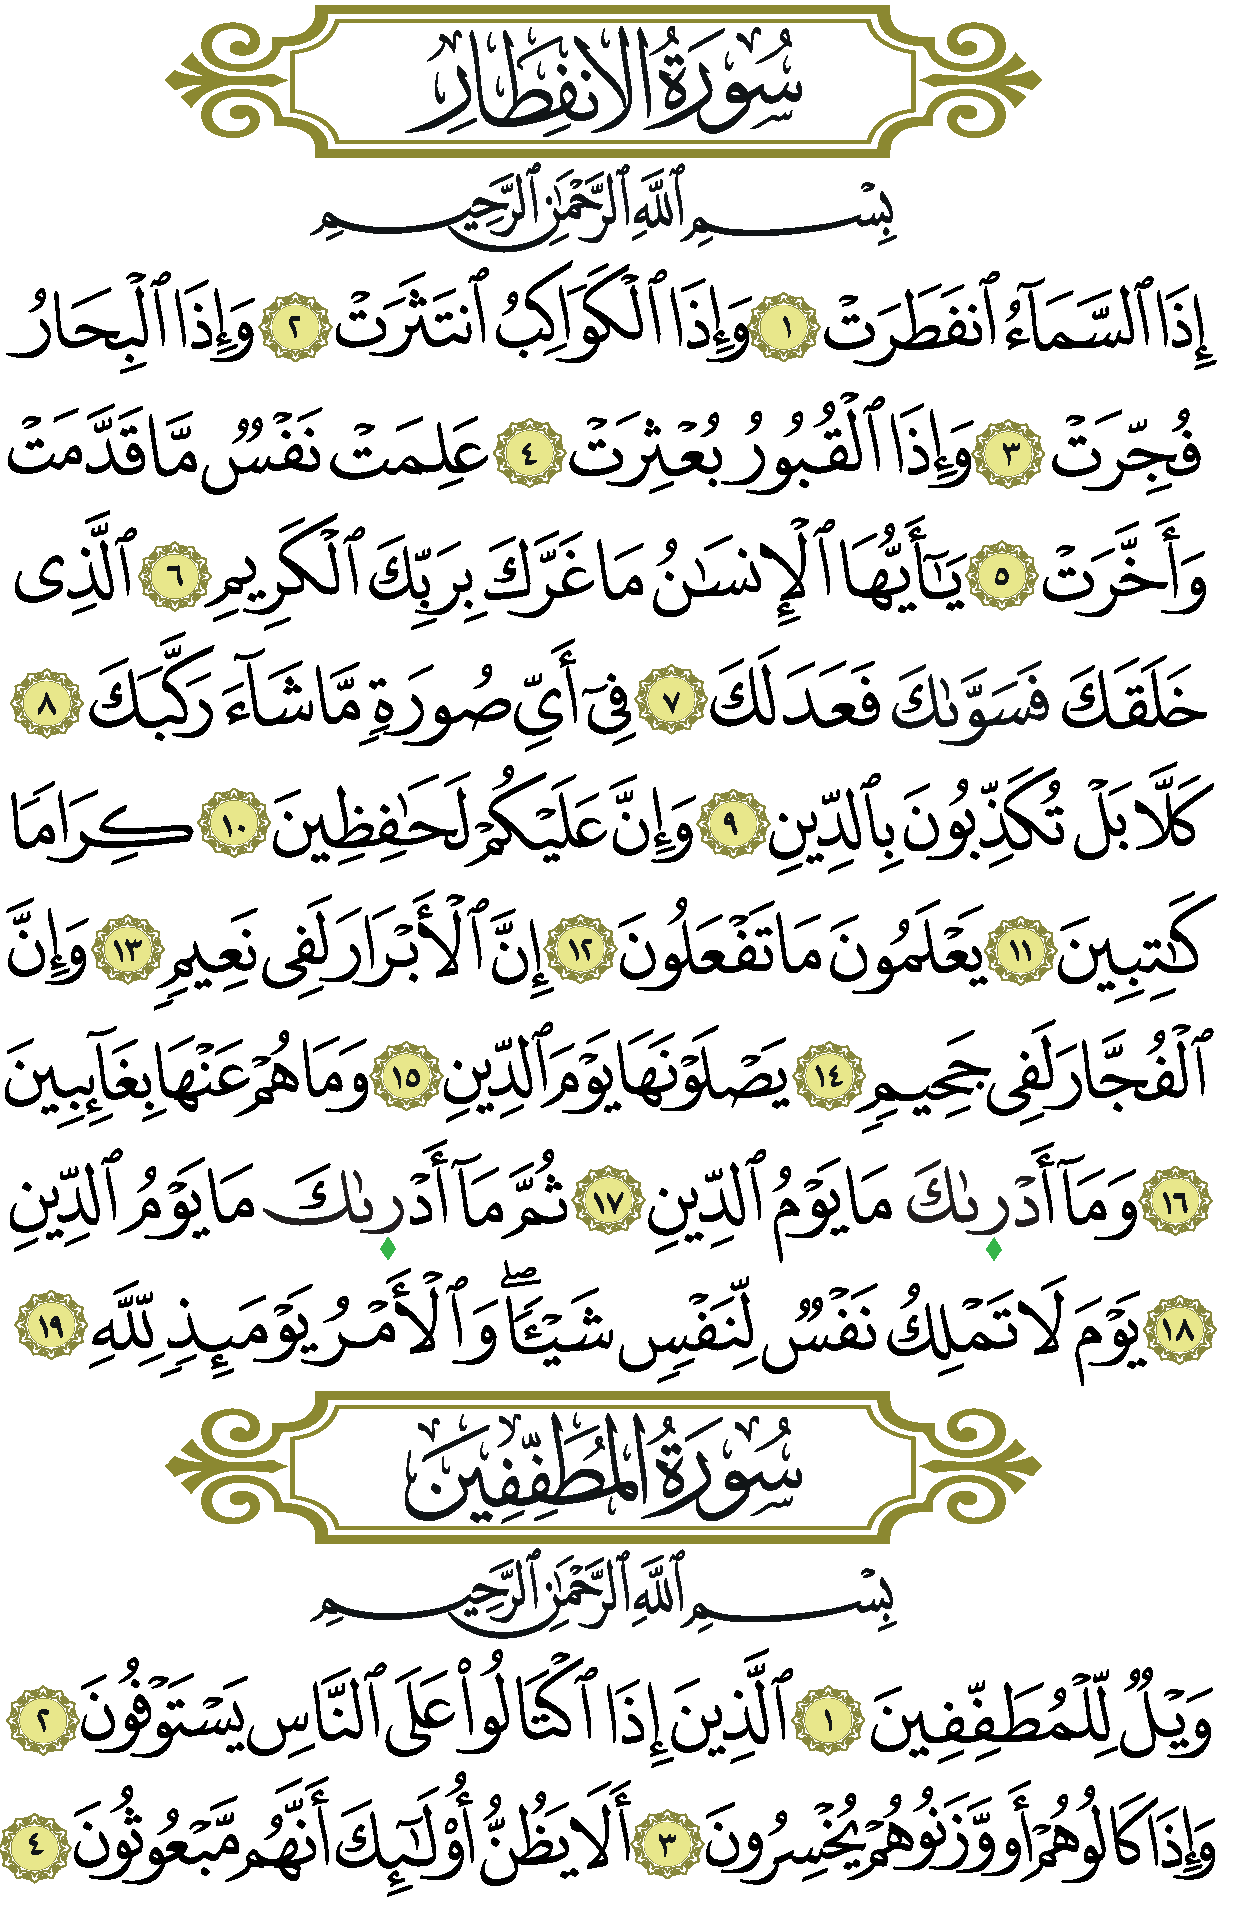 سُورَةُ الانفِطَارِ
بِسْمِ ٱللَّهِ ٱلرَّحْمَٰنِ ٱلرَّحِيمِ
إِذَا ٱلسَّمَآءُ ٱنفَطَرَتْ ١ وَإِذَا ٱلْكَوَاكِبُ ٱنتَثَرَتْ ٢ وَإِذَا ٱلْبِحَارُ
فُجِّرَتْ ٣ وَإِذَا ٱلْقُبُورُ بُعْثِرَتْ ٤ عَلِمَتْ نَفْسٌ مَّا قَدَّمَتْ
وَأَخَّرَتْ ٥ يَٰٓأَيُّهَا ٱلْإِنسَٰنُ مَا غَرَّكَ بِرَبِّكَ ٱلْكَرِيمِ ٦ ٱلَّذِى
خَلَقَكَ فَسَوَّىٰكَ فَعَدَلَكَ ٧ فِىٓ أَىِّ صُورَةٍ مَّا شَآءَ رَكَّبَكَ ٨
كَلَّا بَلْ تُكَذِّبُونَ بِٱلدِّينِ ٩ وَإِنَّ عَلَيْكُمْ لَحَٰفِظِينَ ١٠ كِرَامًا
كَٰتِبِينَ ١١ يَعْلَمُونَ مَا تَفْعَلُونَ ١٢ إِنَّ ٱلْأَبْرَارَ لَفِى نَعِيمٍ ١٣ وَإِنَّ
ٱلْفُجَّارَ لَفِى جَحِيمٍ ١٤ يَصْلَوْنَهَا يَوْمَ ٱلدِّينِ ١٥ وَمَا هُمْ عَنْهَا بِغَآئِبِينَ
١٦ وَمَآ أَدْرِىٰكَ مَا يَوْمُ ٱلدِّينِ ١٧ ثُمَّ مَآ أَدْرِىٰكَ مَا يَوْمُ ٱلدِّينِ
١٨ يَوْمَ لَا تَمْلِكُ نَفْسٌ لِّنَفْسٍ شَيْـًٔا ۖ وَٱلْأَمْرُ يَوْمَئِذٍ لِّلَّهِ ١٩
سُورَةُ المُطَفِّفِينَ
بِسْمِ ٱللَّهِ ٱلرَّحْمَٰنِ ٱلرَّحِيمِ
وَيْلٌ لِّلْمُطَفِّفِينَ ١ ٱلَّذِينَ إِذَا ٱكْتَالُوا۟ عَلَى ٱلنَّاسِ يَسْتَوْفُونَ ٢
وَإِذَا كَالُوهُمْ أَو وَّزَنُوهُمْ يُخْسِرُونَ ٣ أَلَا يَظُنُّ أُو۟لَٰٓئِكَ أَنَّهُم مَّبْعُوثُونَ ٤